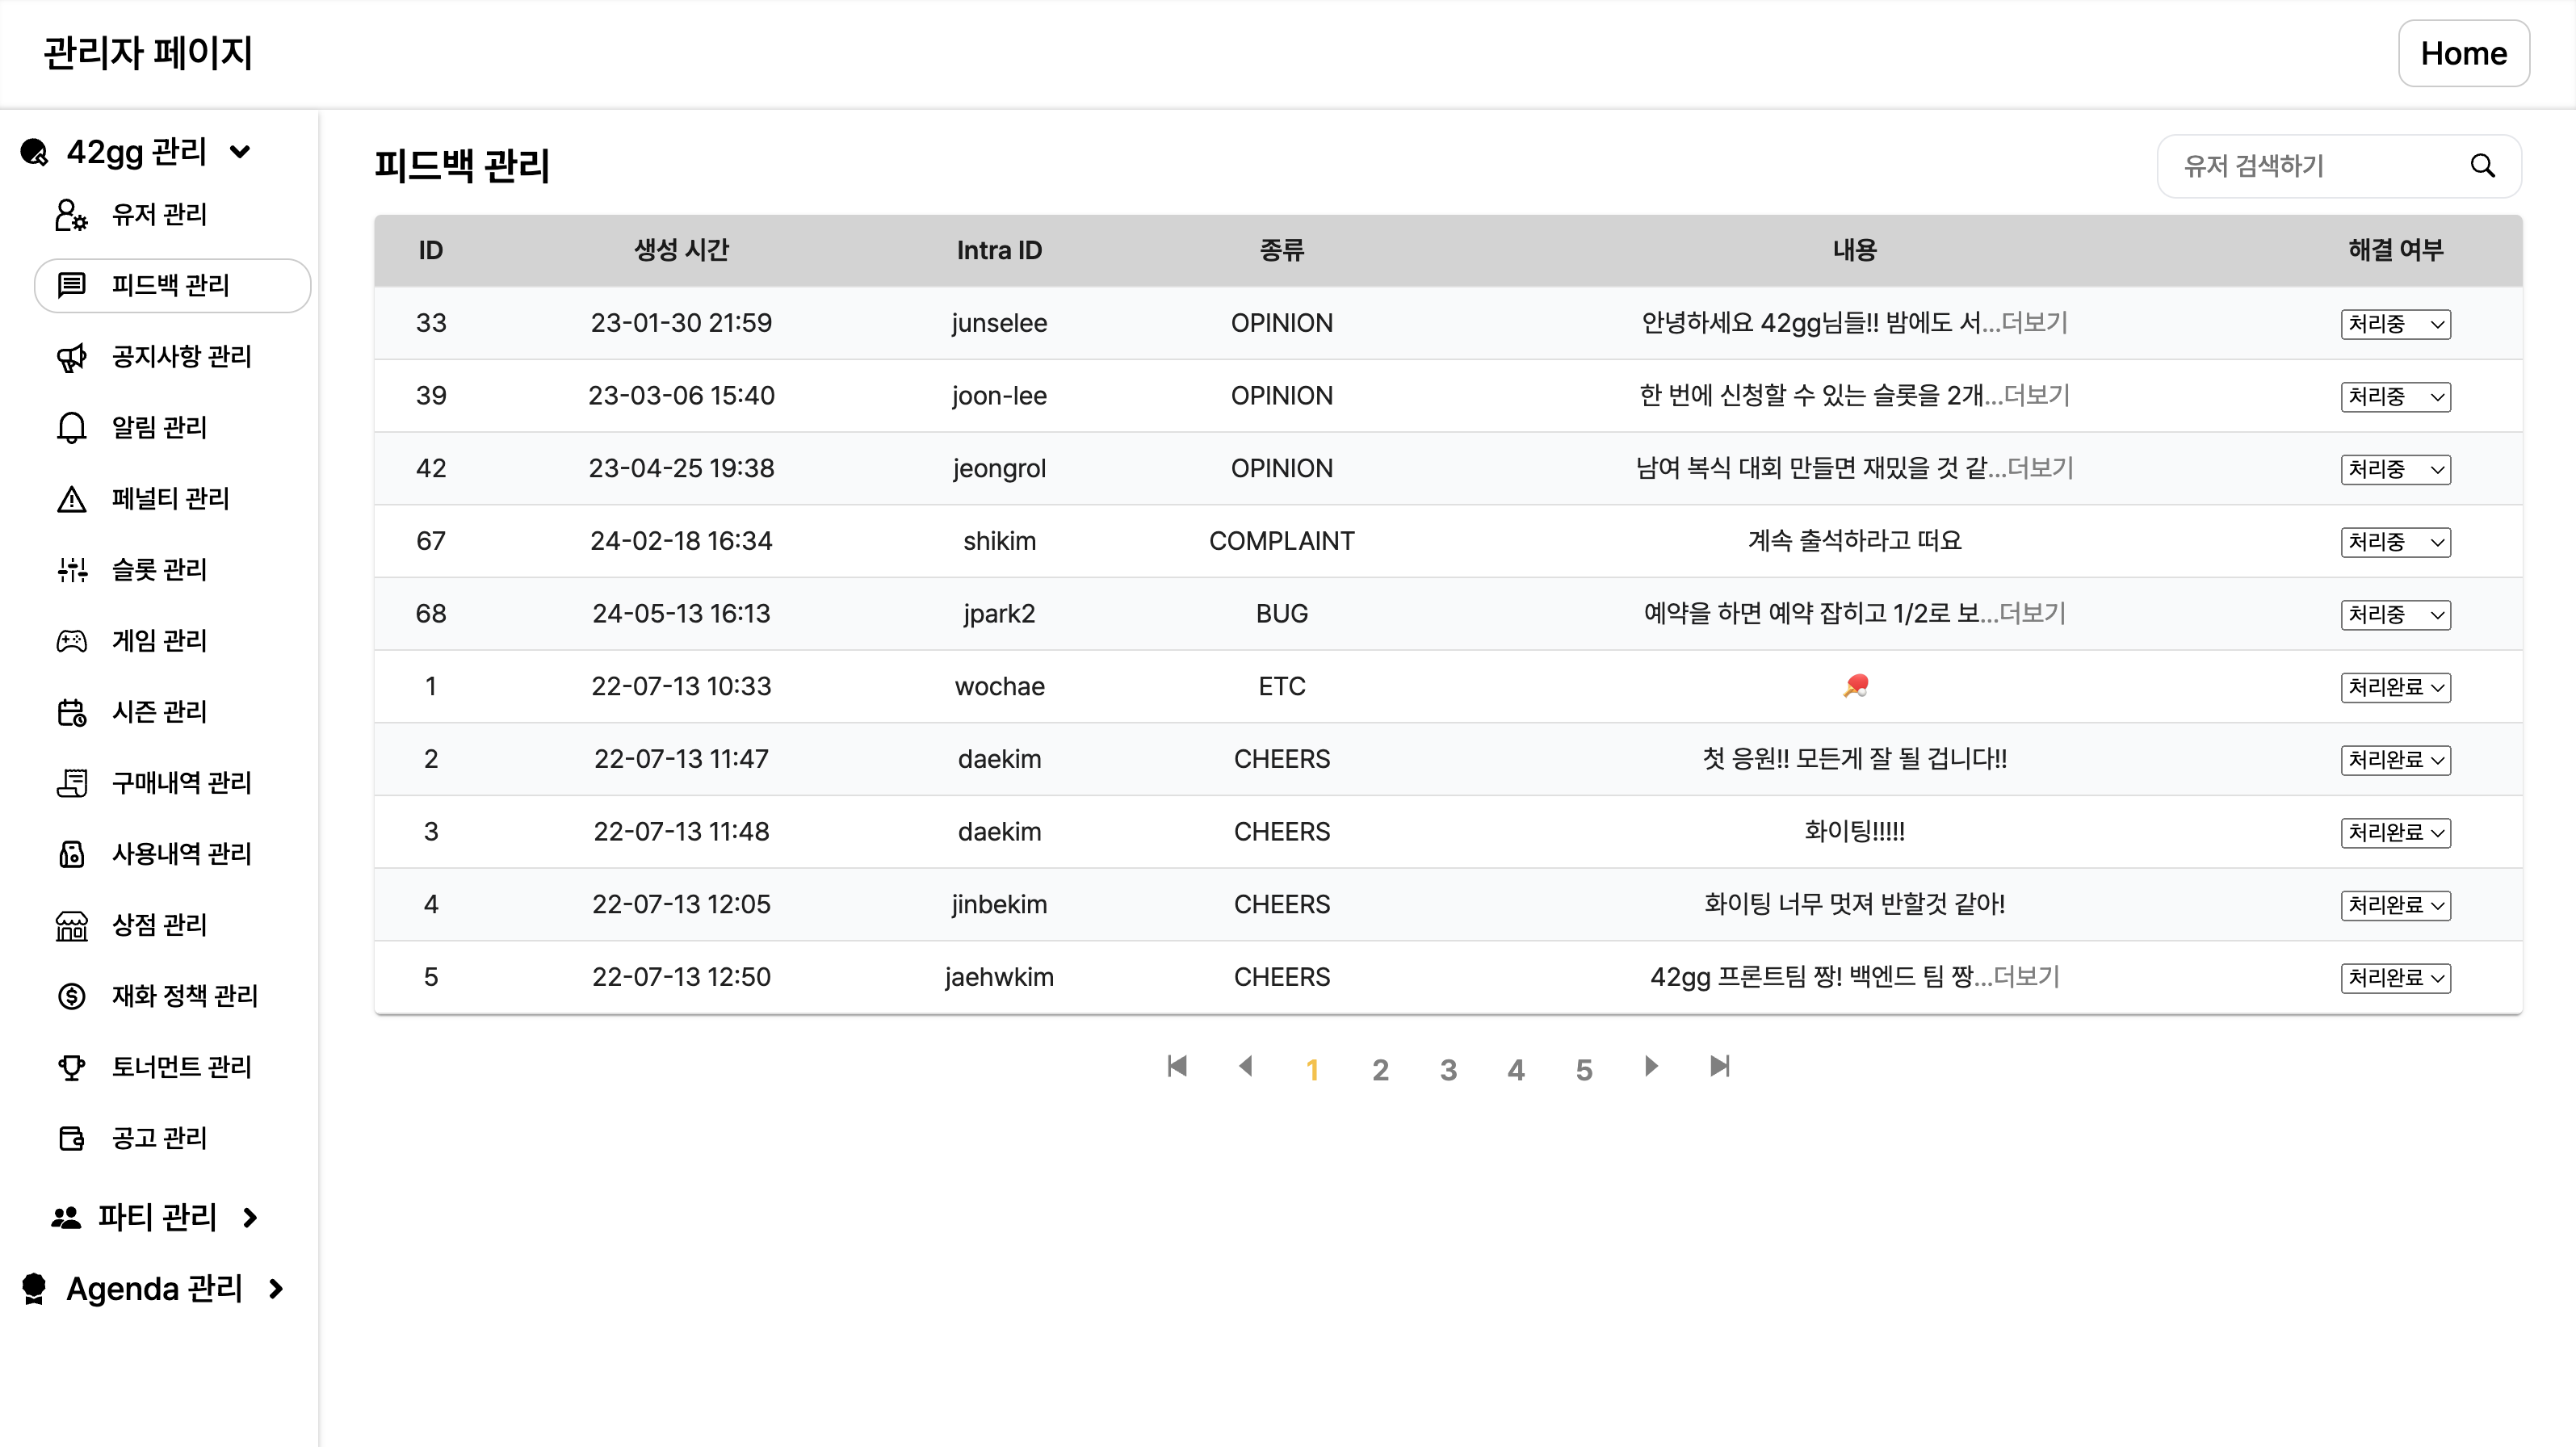 관리자 페이지
Home
42gg 관리
유저 관리
피드백 관리
공지사항 관리
알림 관리
페널티 관리
슬롯 관리
게임 관리
시즌 관리
구매내역 관리
사용내역 관리
상점 관리
재화 정책 관리
토너먼트 관리
공고 관리
파티 관리
Agenda 관리
피드백 관리
유저 검색하기
ID 생성 시간 Intra ID 종류 내용 해결 여부
33 23-01-30 21:59 junselee OPINION 안녕하세요 42gg님들!! 밤에도 서...더보기 처리중
39 23-03-06 15:40 joon-lee OPINION 한 번에 신청할 수 있는 슬롯을 2개...더보기 처리중
42 23-04-25 19:38 jeongrol OPINION 남여 복식 대회 만들면 재밌을 것 같...더보기 처리중
67 24-02-18 16:34 shikim COMPLAINT 계속 출석하라고 떠요 처리중
68 24-05-13 16:13 jpark2 BUG 예약을 하면 예약 잡히고 1/2로 보...더보기 처리중
1 22-07-13 10:33 wochae ETC 🏓 처리완료
2 22-07-13 11:47 daekim CHEERS 첫 응원!! 모든게 잘 될 겁니다!! 처리완료
3 22-07-13 11:48 daekim CHEERS 화이팅!!!!! 처리완료
4 22-07-13 12:05 jinbekim CHEERS 화이팅 너무 멋져 반할것 같아! 처리완료
5 22-07-13 12:50 jaehwkim CHEERS 42gg 프론트팀 짱! 백엔드 팀 짱...더보기 처리완료
1 2 3 4 5